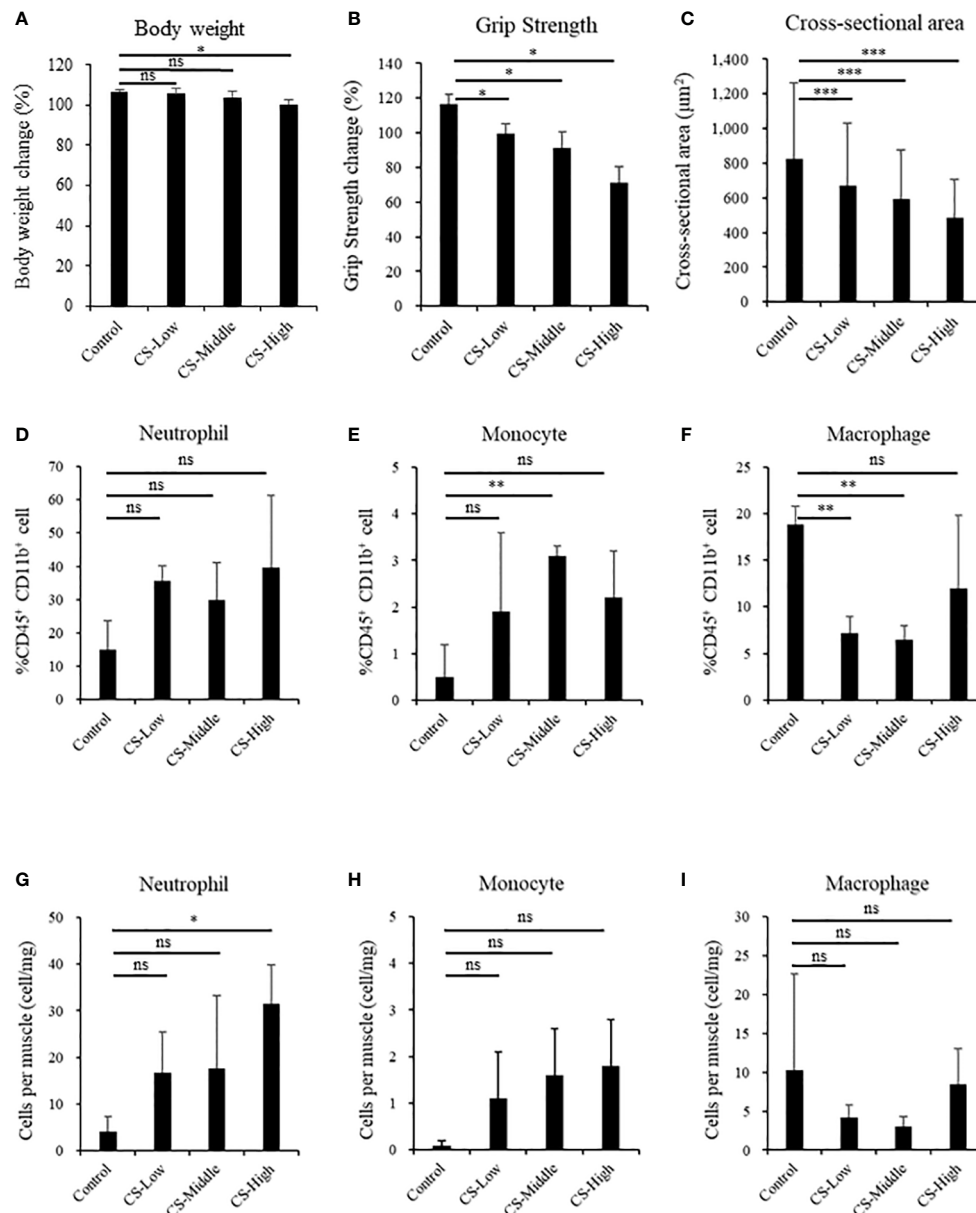 A
Body weight
*
ns
ns
Body weight change (%)
120
100
80
60
40
20
0
Control
CS-Low
CS-Middle
CS-High
B
Grip Strength
*
*
*
Grip Strength change (%)
140
120
100
80
60
40
20
0
Control
CS-Low
CS-Middle
CS-High
C
Cross-sectional area
***
***
***
Cross-sectional area (μm²)
1,400
1,200
1,000
800
600
400
200
0
Control
CS-Low
CS-Middle
CS-High
D
Neutrophil
ns
ns
ns
%CD45⁺ CD11b⁺ cell
70
60
50
40
30
20
10
0
Control
CS-Low
CS-Middle
CS-High
E
Monocyte
ns
**
ns
%CD45⁺ CD11b⁺ cell
5
4
3
2
1
0
Control
CS-Low
CS-Middle
CS-High
F
Macrophage
ns
**
**
%CD45⁺ CD11b⁺ cell
25
20
15
10
5
0
Control
CS-Low
CS-Middle
CS-High
G
Neutrophil
*
ns
ns
Cells per muscle (cell/mg)
50
40
30
20
10
0
Control
CS-Low
CS-Middle
CS-High
H
Monocyte
ns
ns
ns
Cells per muscle (cell/mg)
5
4
3
2
1
0
Control
CS-Low
CS-Middle
CS-High
I
Macrophage
ns
ns
ns
Cells per muscle (cell/mg)
30
25
20
15
10
5
0
Control
CS-Low
CS-Middle
CS-High